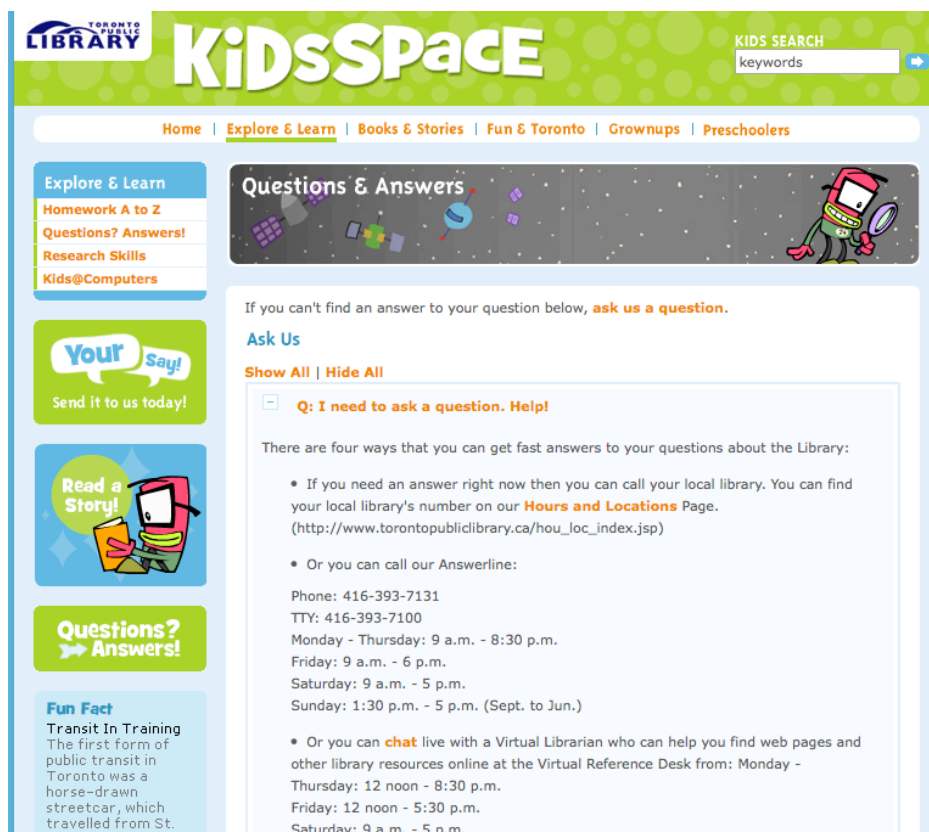 TORONTO
PUBLIC
LIBRARY
KiDsSPacE
KIDS SEARCH
keywords
Home | Explore & Learn | Books & Stories | Fun & Toronto | Grownups | Preschoolers
Explore & Learn
Homework A to Z
Questions? Answers!
Research Skills
Kids@Computers
Your Say!
Send it to us today!
Read a
Story!
Questions?
Answers!
Fun Fact
Transit In Training
The first form of
public transit in
Toronto was a
horse-drawn
streetcar, which
travelled from St.
Questions & Answers
If you can't find an answer to your question below, ask us a question.
Ask Us
Show All | Hide All
Q: I need to ask a question. Help!
There are four ways that you can get fast answers to your questions about the Library:
• If you need an answer right now then you can call your local library. You can find
your local library's number on our Hours and Locations Page.
(http://www.torontopubliclibrary.ca/hou_loc_index.jsp)
• Or you can call our Answerline:
Phone: 416-393-7131
TTY: 416-393-7100
Monday - Thursday: 9 a.m. - 8:30 p.m.
Friday: 9 a.m. - 6 p.m.
Saturday: 9 a.m. - 5 p.m.
Sunday: 1:30 p.m. - 5 p.m. (Sept. to Jun.)
• Or you can chat live with a Virtual Librarian who can help you find web pages and
other library resources online at the Virtual Reference Desk from: Monday -
Thursday: 12 noon - 8:30 p.m.
Friday: 12 noon - 5:30 p.m.
Saturday: 9 a.m. - 5 p.m.